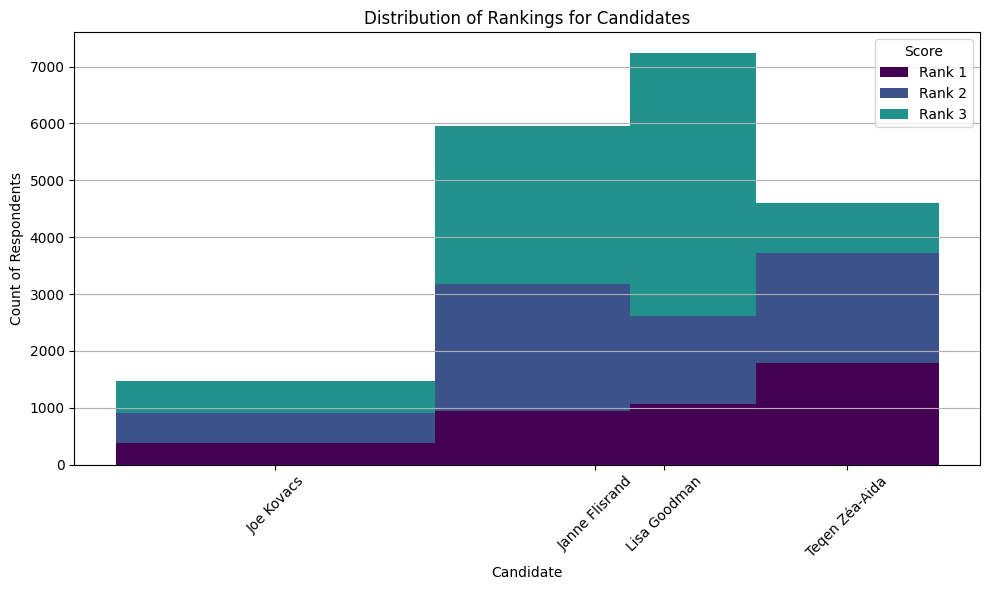 Distribution of Rankings for Candidates
Score
Rank 1
Rank 2
Rank 3
Count of Respondents
7000
6000
5000
4000
3000
2000
1000
0
Joe Kovacs
Janne Flisrand
Lisa Goodman
Teqen Zéa-Aida
Candidate